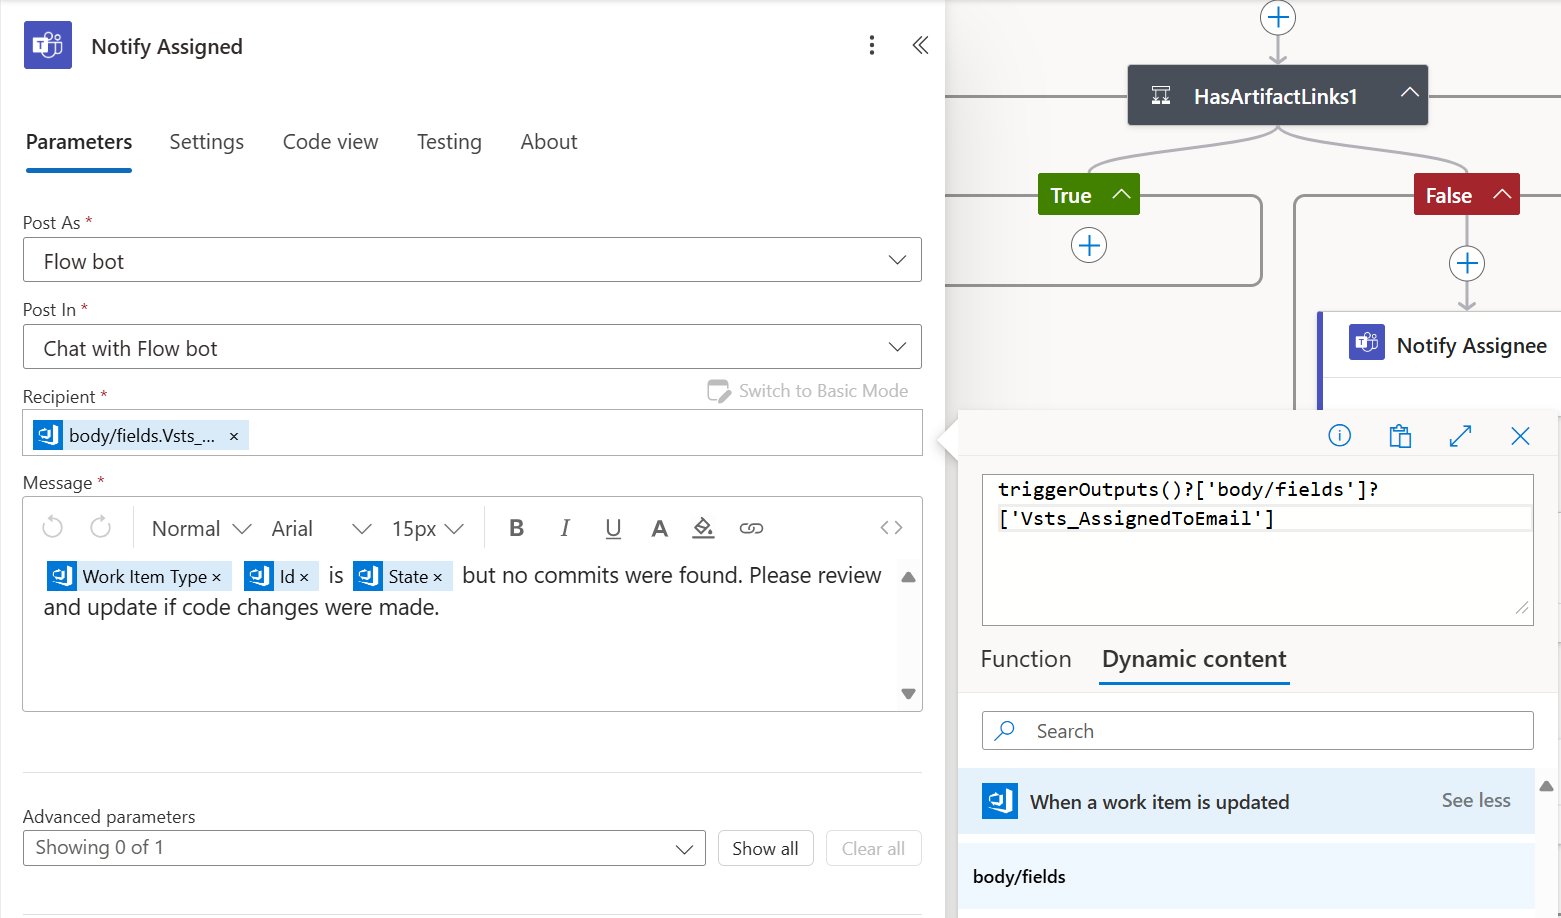 Notify Assigned
Parameters
Settings
Code view
Testing
About
Post As *
Flow bot
Post In *
Chat with Flow bot
Recipient *
Switch to Basic Mode
body/fields.Vsts_... ×
Message *
Normal
Arial
15px
B I U A
Work Item Type × Id × is State × but no commits were found. Please review
and update if code changes were made.
Advanced parameters
Showing 0 of 1
Show all
Clear all
HasArtifactLinks1
True
False
Notify Assignee
triggerOutputs()?['body/fields']?
['Vsts_AssignedToEmail']
Function
Dynamic content
Search
When a work item is updated
See less
body/fields